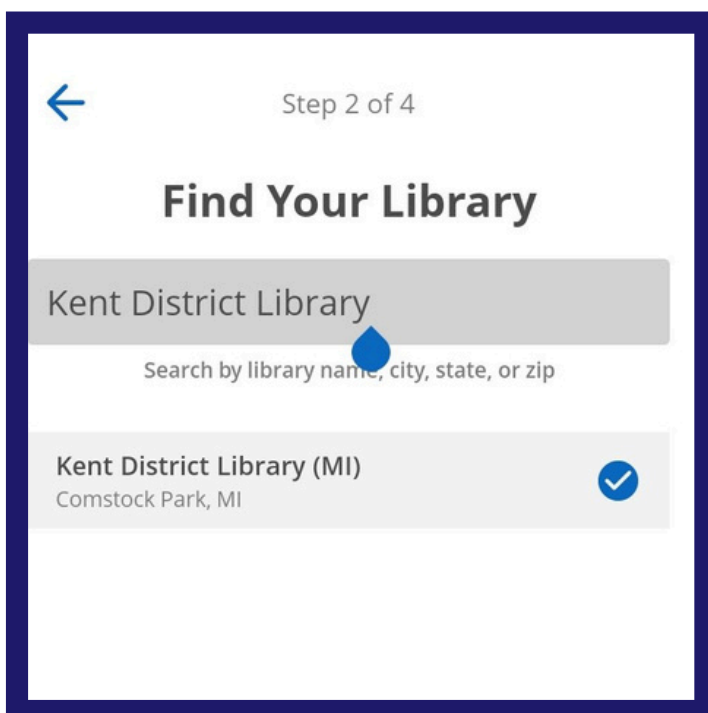 Step 2 of 4
Find Your Library
Kent District Library
Search by library name, city, state, or zip
Kent District Library (MI)
Comstock Park, MI